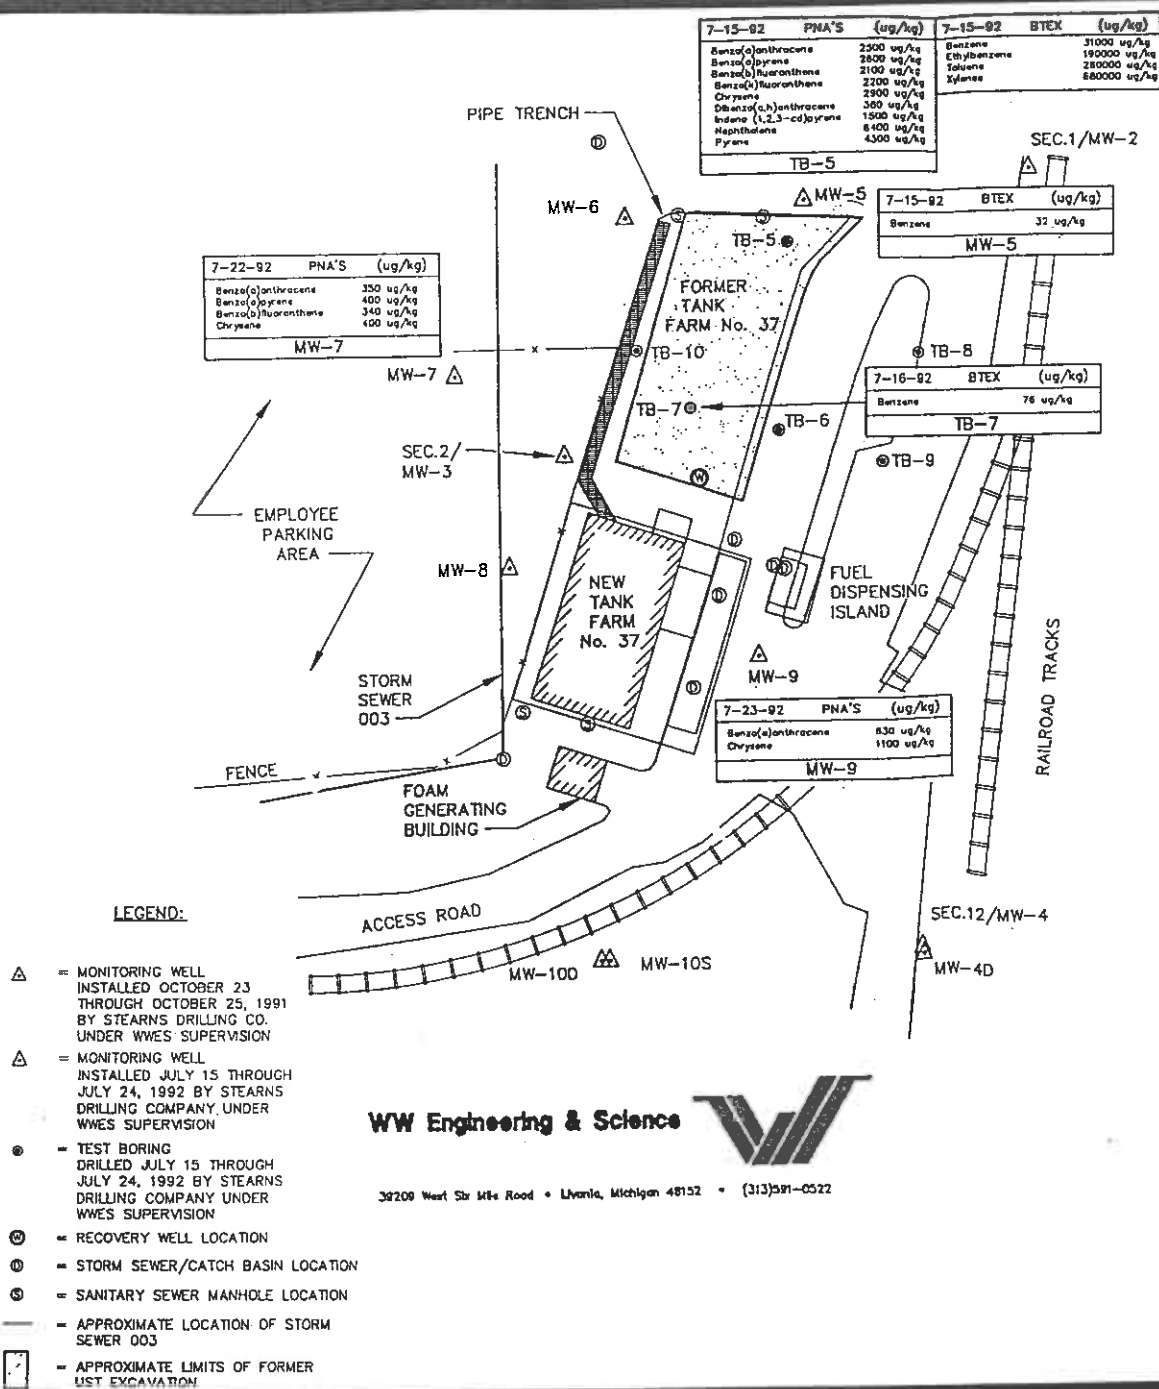 7-15-92 PNA'S (ug/kg)
Benzo(a)anthracene 2500 ug/kg
Benzo(a)pyrene 2600 ug/kg
Benzo(b)fluoranthene 2100 ug/kg
Benzo(k)fluoranthene 2200 ug/kg
Chrysene 2900 ug/kg
Dibenzo(a,h)anthracene 360 ug/kg
Indeno (1,2,3-cd)pyrene 1500 ug/kg
Naphthalene 6400 ug/kg
Pyrene 4300 ug/kg
TB-5
7-15-92 BTEX (ug/kg)
Benzene 31000 ug/kg
Ethylbenzene 190000 ug/kg
Toluene 280000 ug/kg
Xylenes 680000 ug/kg
PIPE TRENCH
D
SEC.1/MW-2
MW-6
MW-5
S
S
TB-5
7-15-92 BTEX (ug/kg)
Benzene 32 ug/kg
MW-5
7-22-92 PNA'S (ug/kg)
Benzo(a)anthracene 350 ug/kg
Benzo(a)pyrene 400 ug/kg
Benzo(b)fluoranthene 340 ug/kg
Chrysene 400 ug/kg
MW-7
FORMER
TANK
FARM No. 37
TB-10
TB-8
MW-7
7-16-92 BTEX (ug/kg)
Benzene 76 ug/kg
TB-7
TB-7
TB-6
SEC.2/
MW-3
TB-9
W
EMPLOYEE
PARKING
AREA
D
MW-8
D
D
NEW
TANK
FARM
No. 37
D
FUEL
DISPENSING
ISLAND
RAILROAD TRACKS
MW-9
STORM
SEWER
003
D
S
S
7-23-92 PNA'S (ug/kg)
Benzo(a)anthracene 830 ug/kg
Chrysene 1100 ug/kg
MW-9
FENCE
D
FOAM
GENERATING
BUILDING
ACCESS ROAD
SEC.12/MW-4
MW-10D
MW-10S
MW-4D
LEGEND:
= MONITORING WELL
INSTALLED OCTOBER 23
THROUGH OCTOBER 25, 1991
BY STEARNS DRILLING CO.
UNDER WWES SUPERVISION
= MONITORING WELL
INSTALLED JULY 15 THROUGH
JULY 24, 1992 BY STEARNS
DRILLING COMPANY UNDER
WWES SUPERVISION
= TEST BORING
DRILLED JULY 15 THROUGH
JULY 24, 1992 BY STEARNS
DRILLING COMPANY UNDER
WWES SUPERVISION
W = RECOVERY WELL LOCATION
D = STORM SEWER/CATCH BASIN LOCATION
S = SANITARY SEWER MANHOLE LOCATION
= APPROXIMATE LOCATION OF STORM
SEWER 003
= APPROXIMATE LIMITS OF FORMER
UST EXCAVATION
WW Engineering & Science
39209 West Six Mile Road • Livonia, Michigan 48152 • (313)591-0522